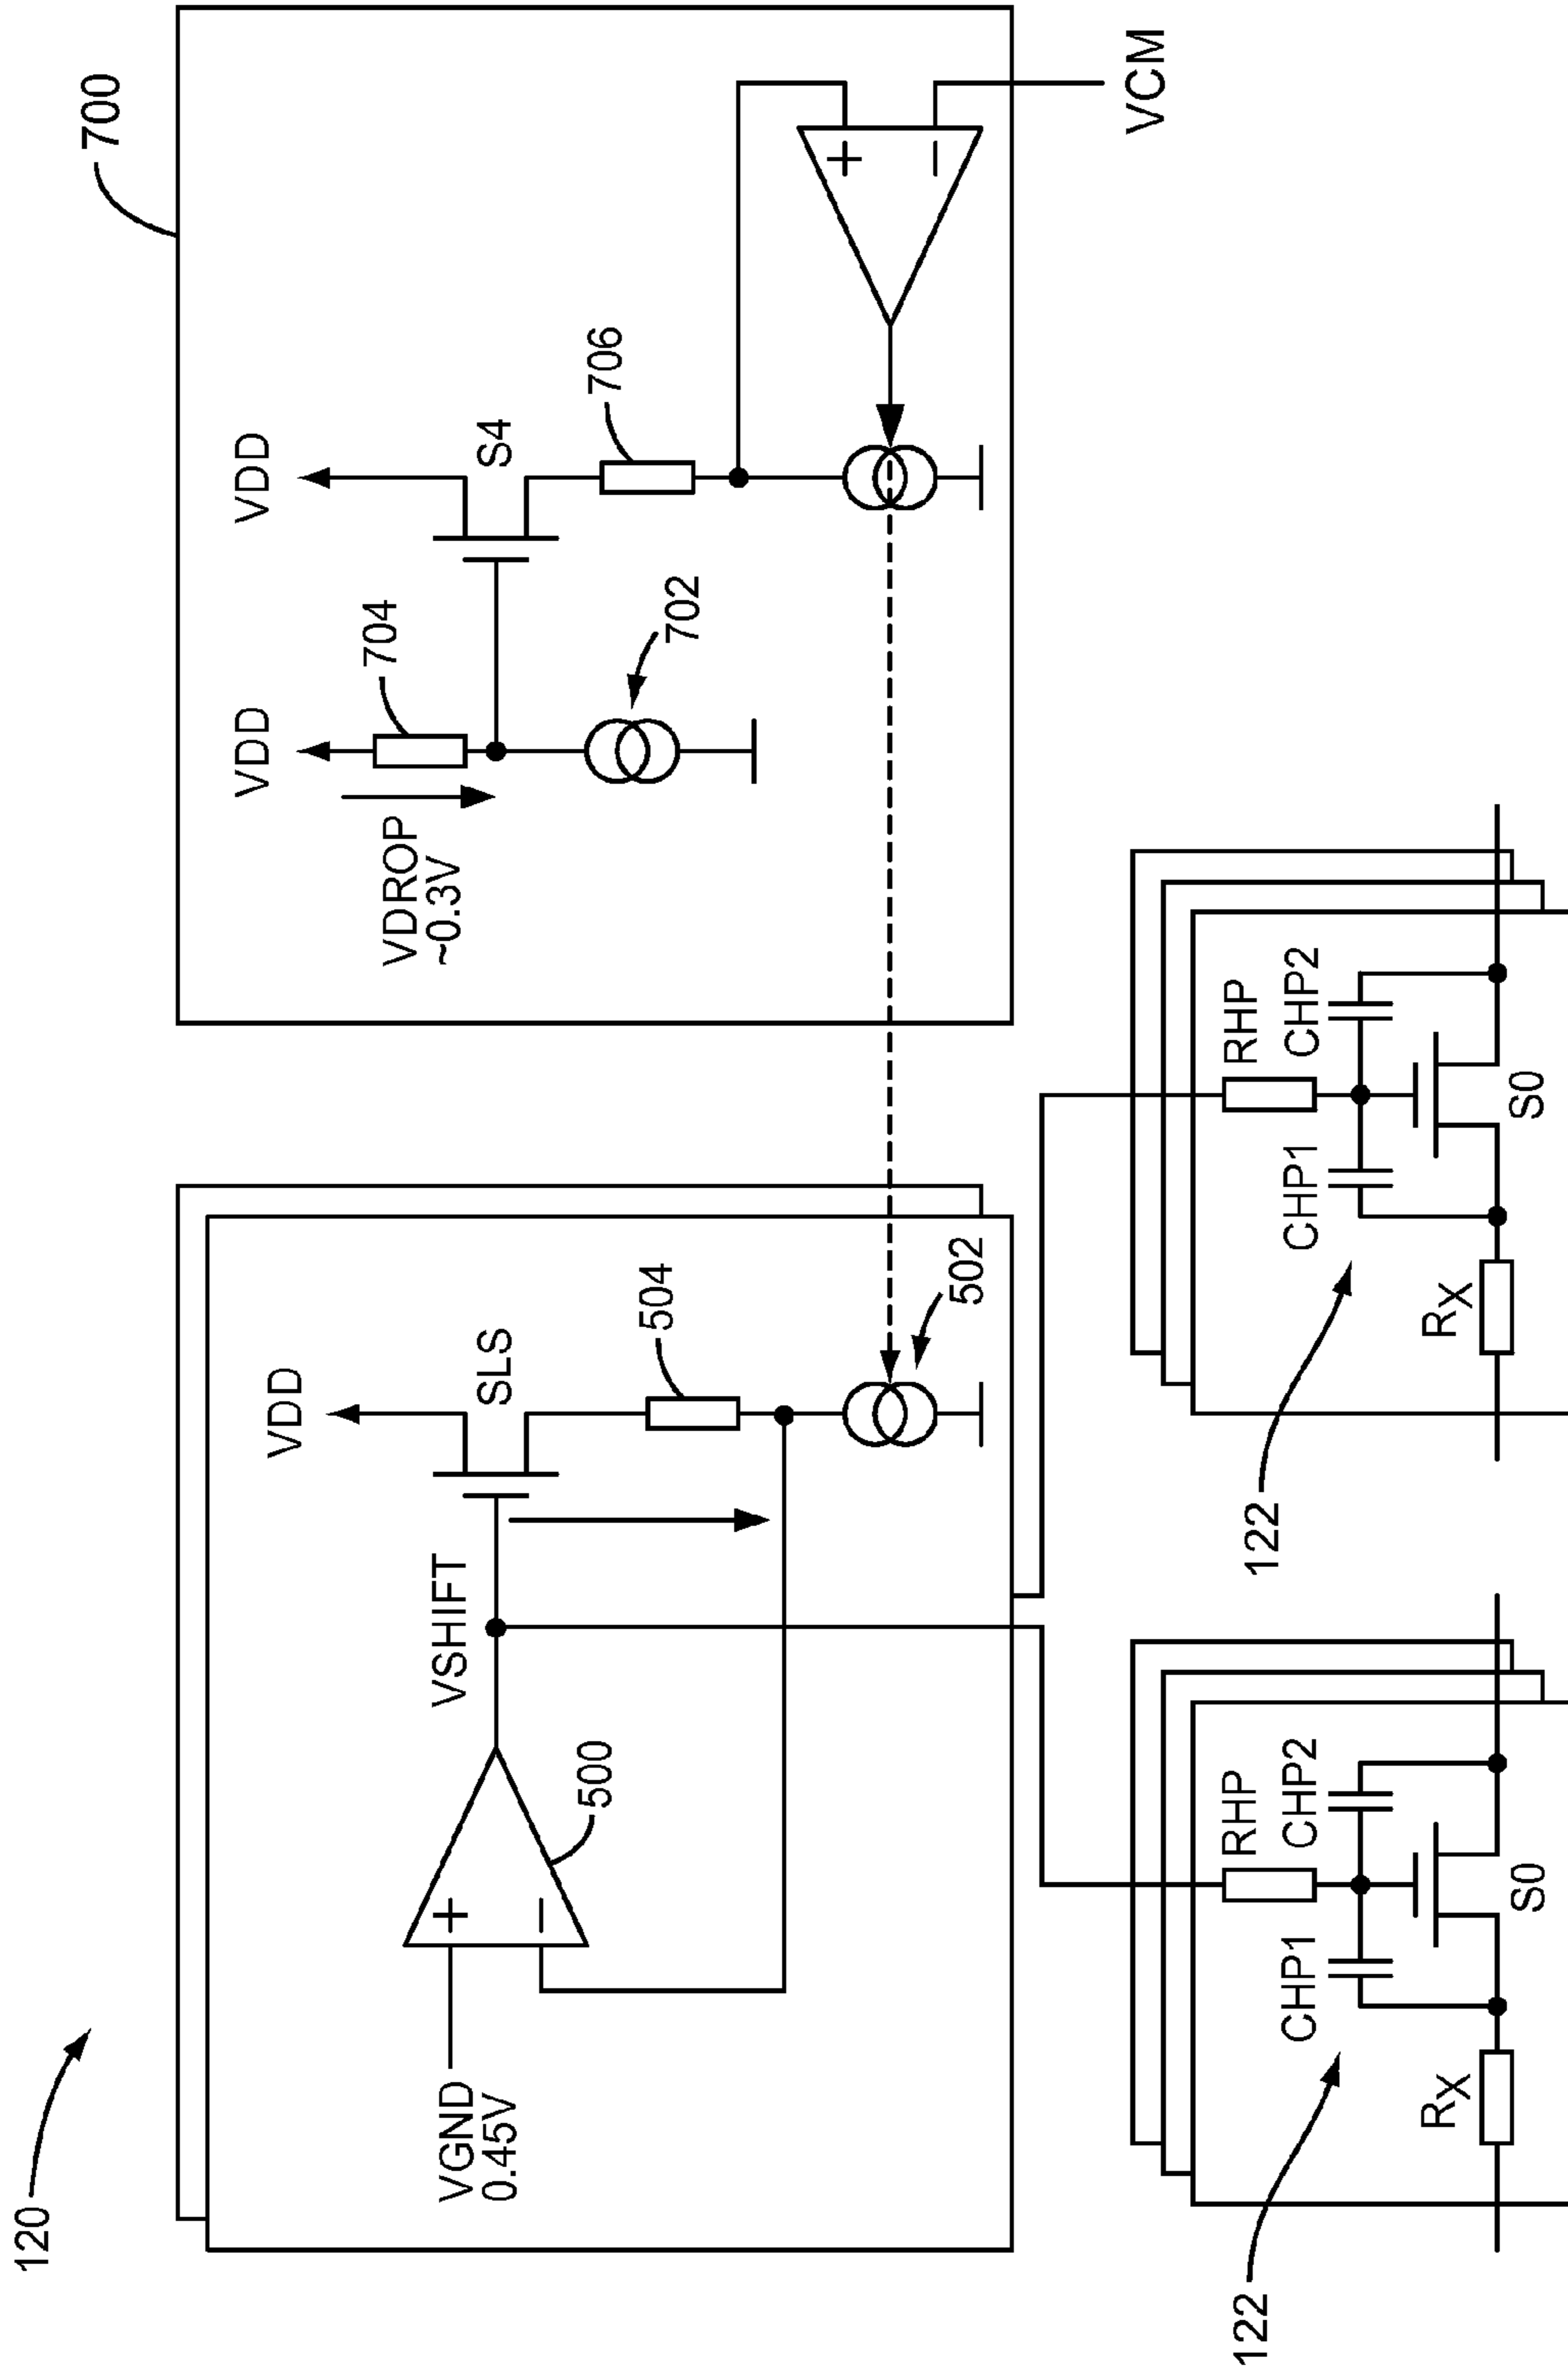 120
700
VDD
VSHIFT
SLS
504
502
500
VGND
0.45V
VDD
VDD
704
VDROP
~0.3V
702
S4
706
VCM
+
−
+
−
122
RHP
CHP1
CHP2
S0
RX
122
RHP
CHP1
CHP2
S0
RX